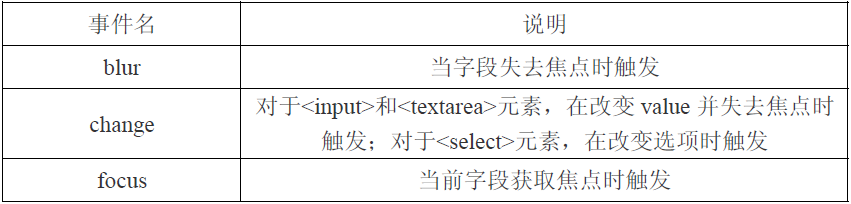 事件名 说明
blur 当字段失去焦点时触发
change 对于<input>和<textarea>元素，在改变 value 并失去焦点时
触发；对于<select>元素，在改变选项时触发
focus 当前字段获取焦点时触发